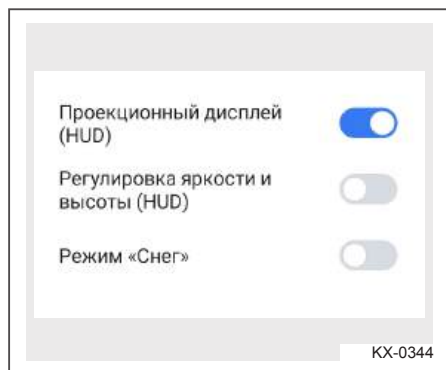 Проекционный дисплей
(HUD)
Регулировка яркости и
высоты (HUD)
Режим «Снег»
KX-0344